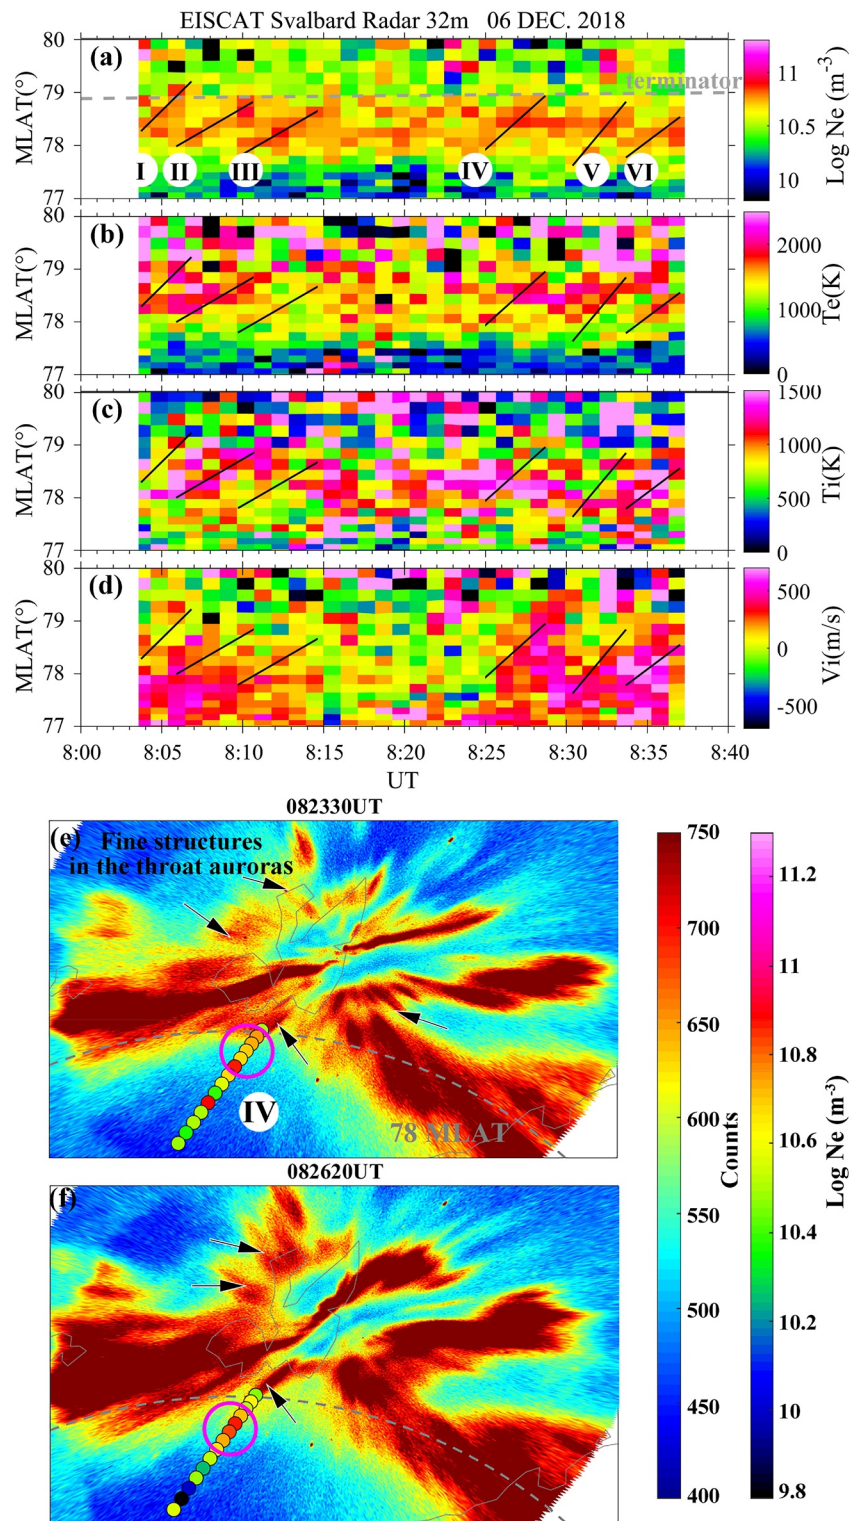 EISCAT Svalbard Radar 32m 06 DEC. 2018
(a)
80
79
78
77
MLAT(°)
terminator
I II III IV V VI
11
10.5
10
Log Ne (m-3)
(b)
80
79
78
77
MLAT(°)
2000
1000
0
Te(K)
(c)
80
79
78
77
MLAT(°)
1500
1000
500
0
Ti(K)
(d)
80
79
78
77
MLAT(°)
500
0
-500
Vi(m/s)
8:00 8:05 8:10 8:15 8:20 8:25 8:30 8:35 8:40
UT
082330UT
(e) Fine structures
in the throat auroras
IV
78 MLAT
082620UT
(f)
750
700
650
600
550
500
450
400
Counts
11.2
11
10.8
10.6
10.4
10.2
10
9.8
Log Ne (m-3)